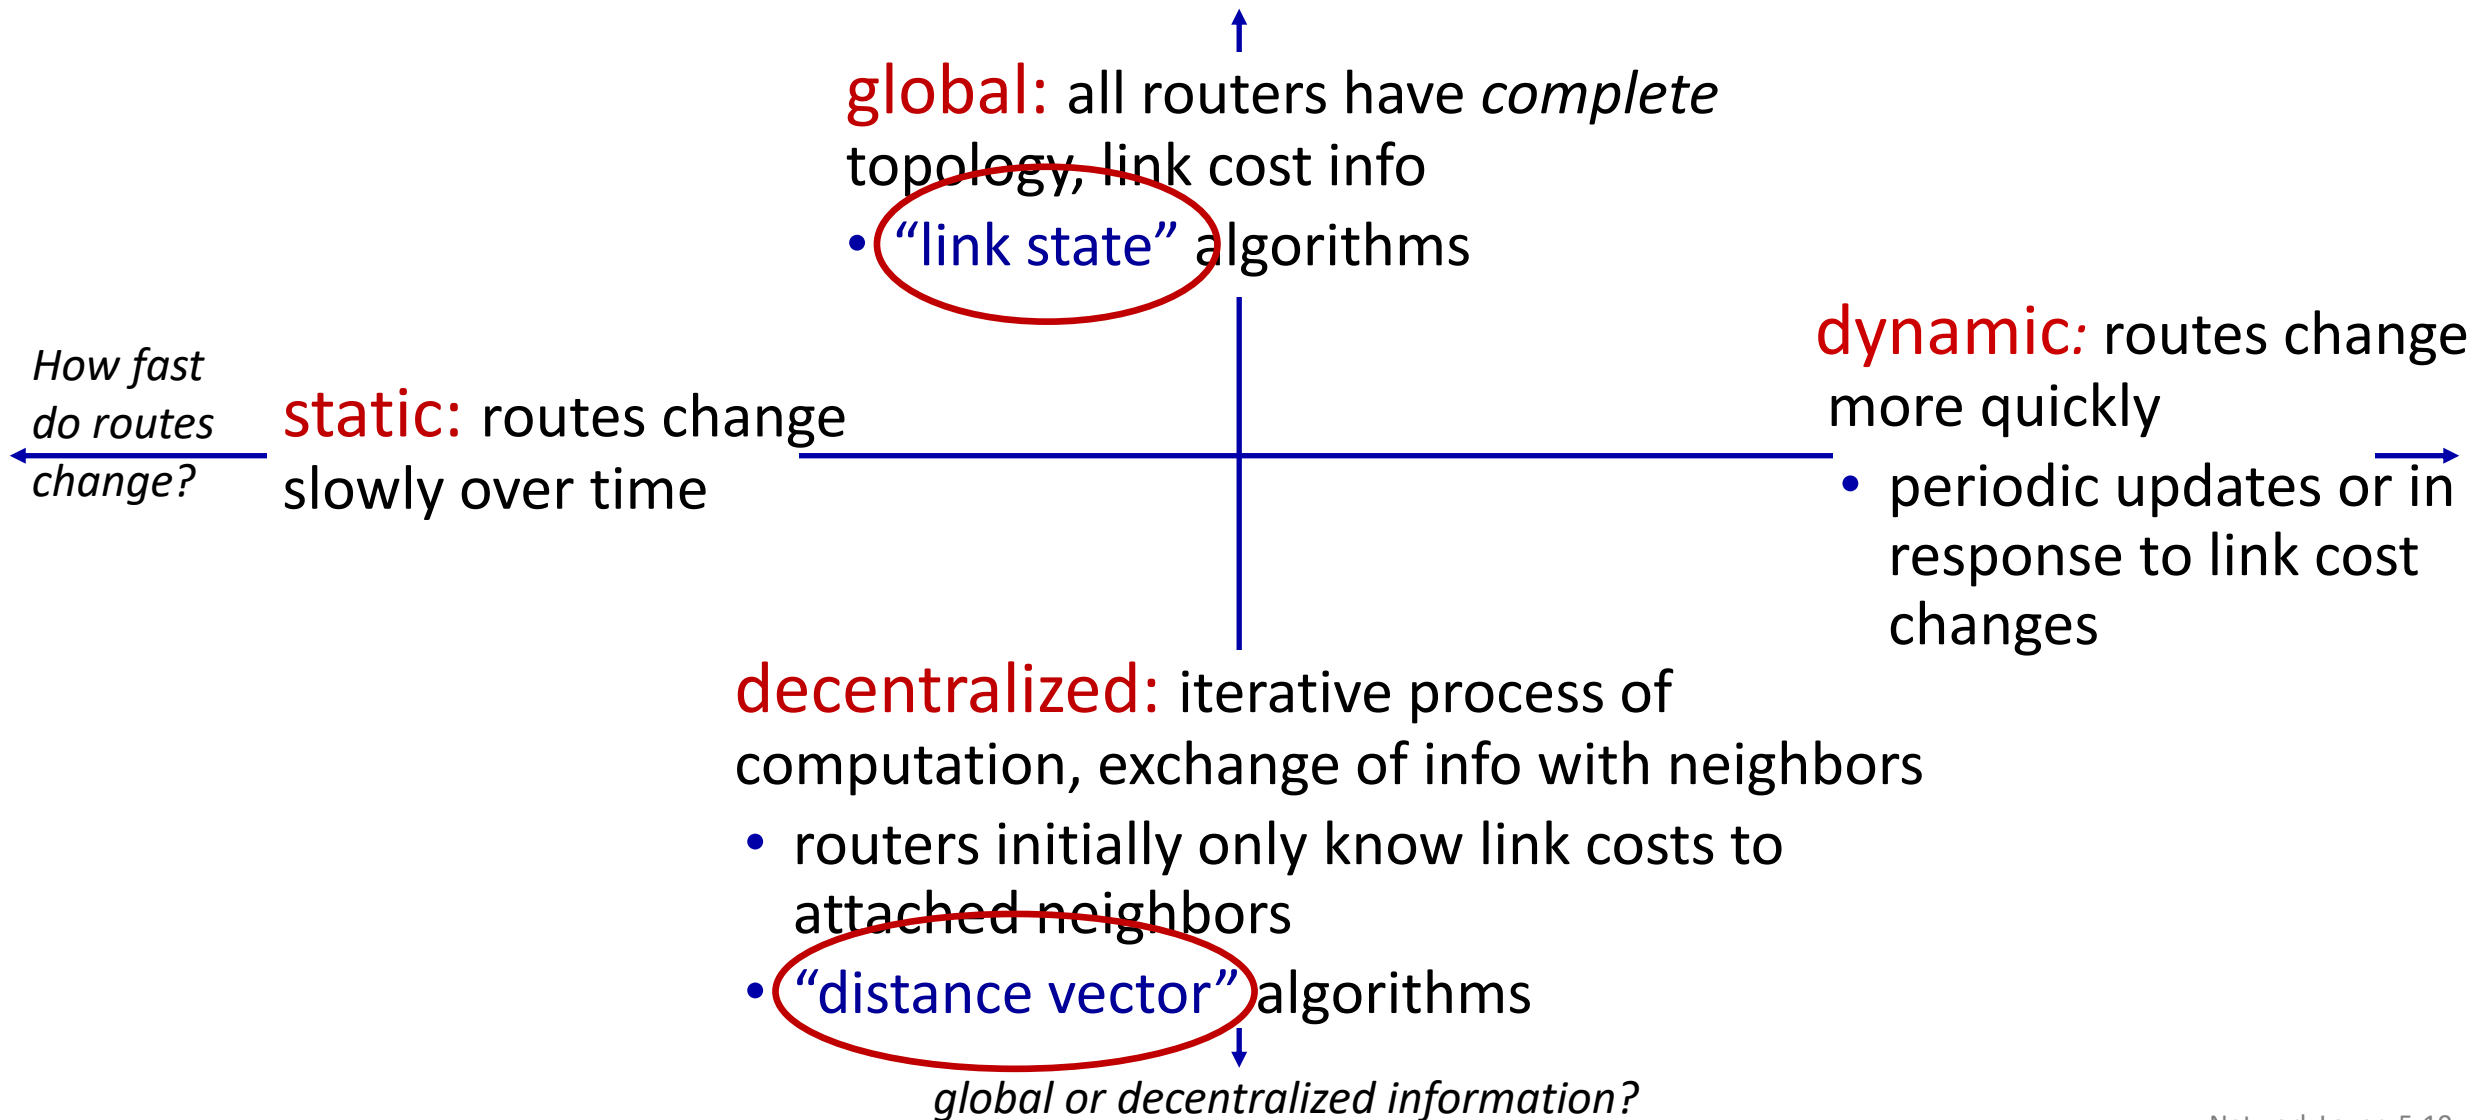 global: all routers have complete
topology, link cost info
• “link state” algorithms
How fast
do routes
change?
static: routes change
slowly over time
dynamic: routes change
more quickly
• periodic updates or in
response to link cost
changes
decentralized: iterative process of
computation, exchange of info with neighbors
• routers initially only know link costs to
attached neighbors
• “distance vector” algorithms
global or decentralized information?